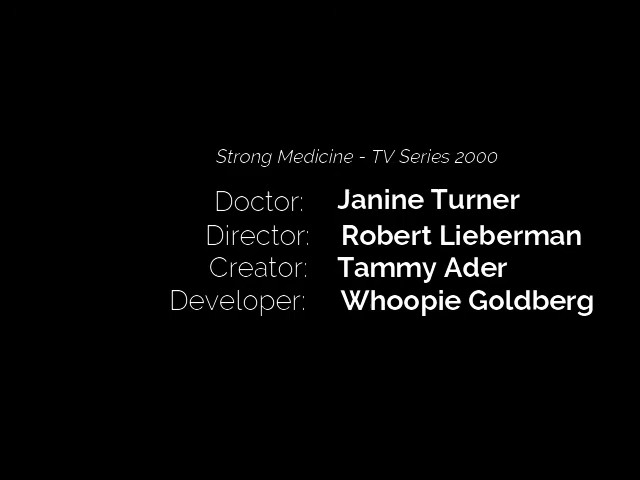 Strong Medicine - TV Series 2000
Doctor: Janine Turner
Director: Robert Lieberman
Creator: Tammy Ader
Developer: Whoopie Goldberg